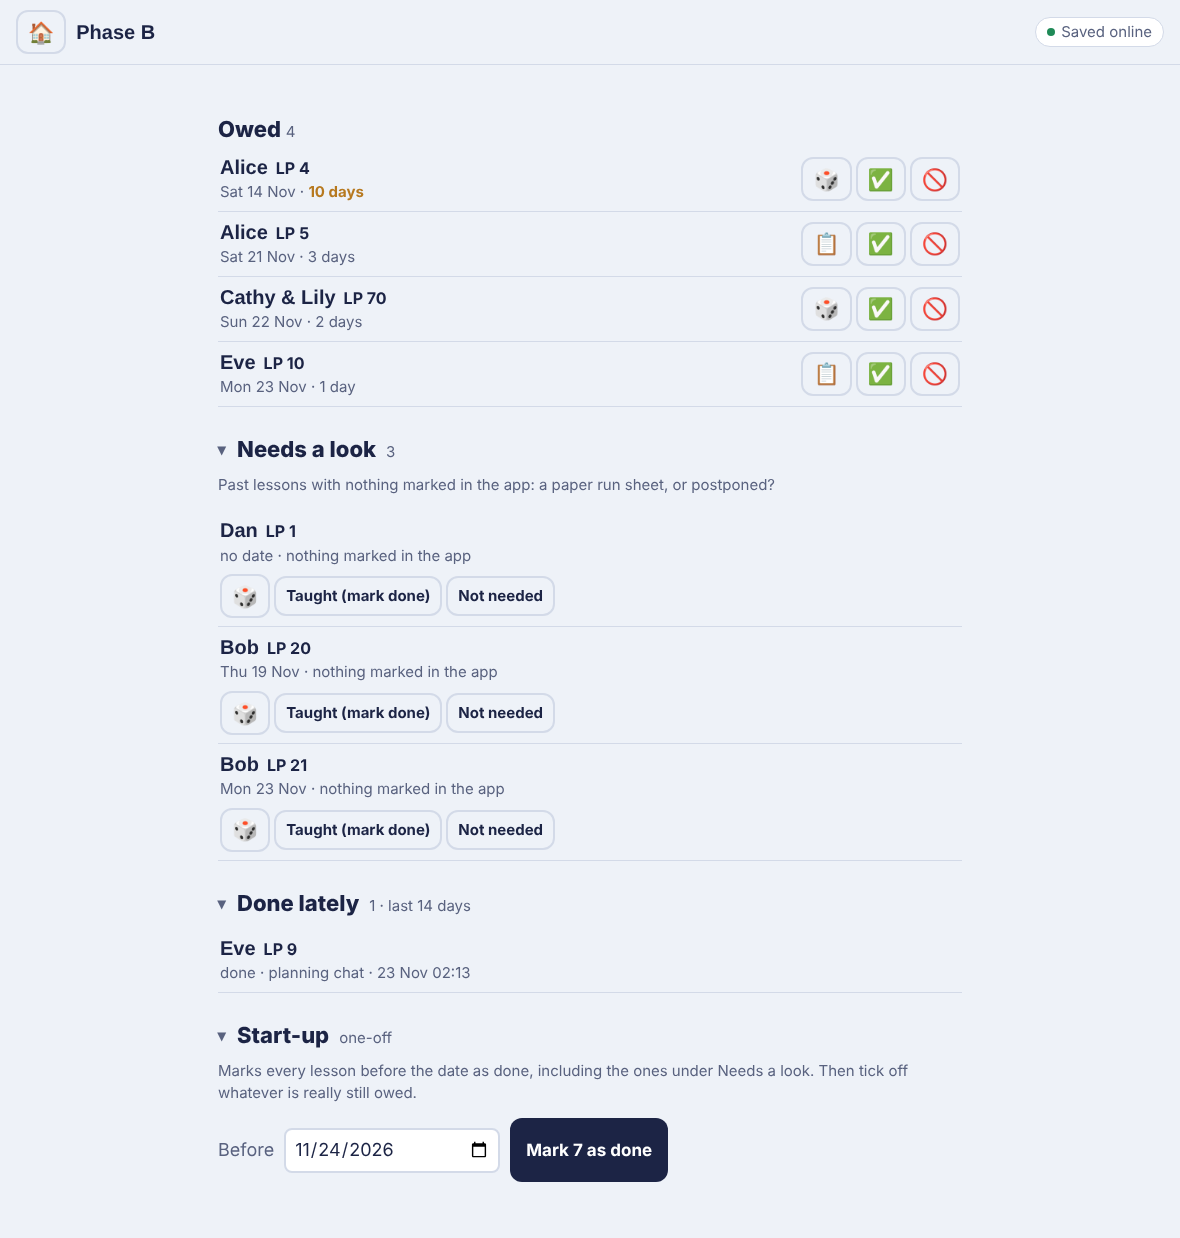 Phase B
Saved online
Owed 4
Alice LP 4
Sat 14 Nov · 10 days
Alice LP 5
Sat 21 Nov · 3 days
Cathy & Lily LP 70
Sun 22 Nov · 2 days
Eve LP 10
Mon 23 Nov · 1 day
▼ Needs a look 3
Past lessons with nothing marked in the app: a paper run sheet, or postponed?
Dan LP 1
no date · nothing marked in the app
Taught (mark done) Not needed
Bob LP 20
Thu 19 Nov · nothing marked in the app
Taught (mark done) Not needed
Bob LP 21
Mon 23 Nov · nothing marked in the app
Taught (mark done) Not needed
▼ Done lately 1 · last 14 days
Eve LP 9
done · planning chat · 23 Nov 02:13
▼ Start-up one-off
Marks every lesson before the date as done, including the ones under Needs a look. Then tick off
whatever is really still owed.
Before 11/24/2026 Mark 7 as done